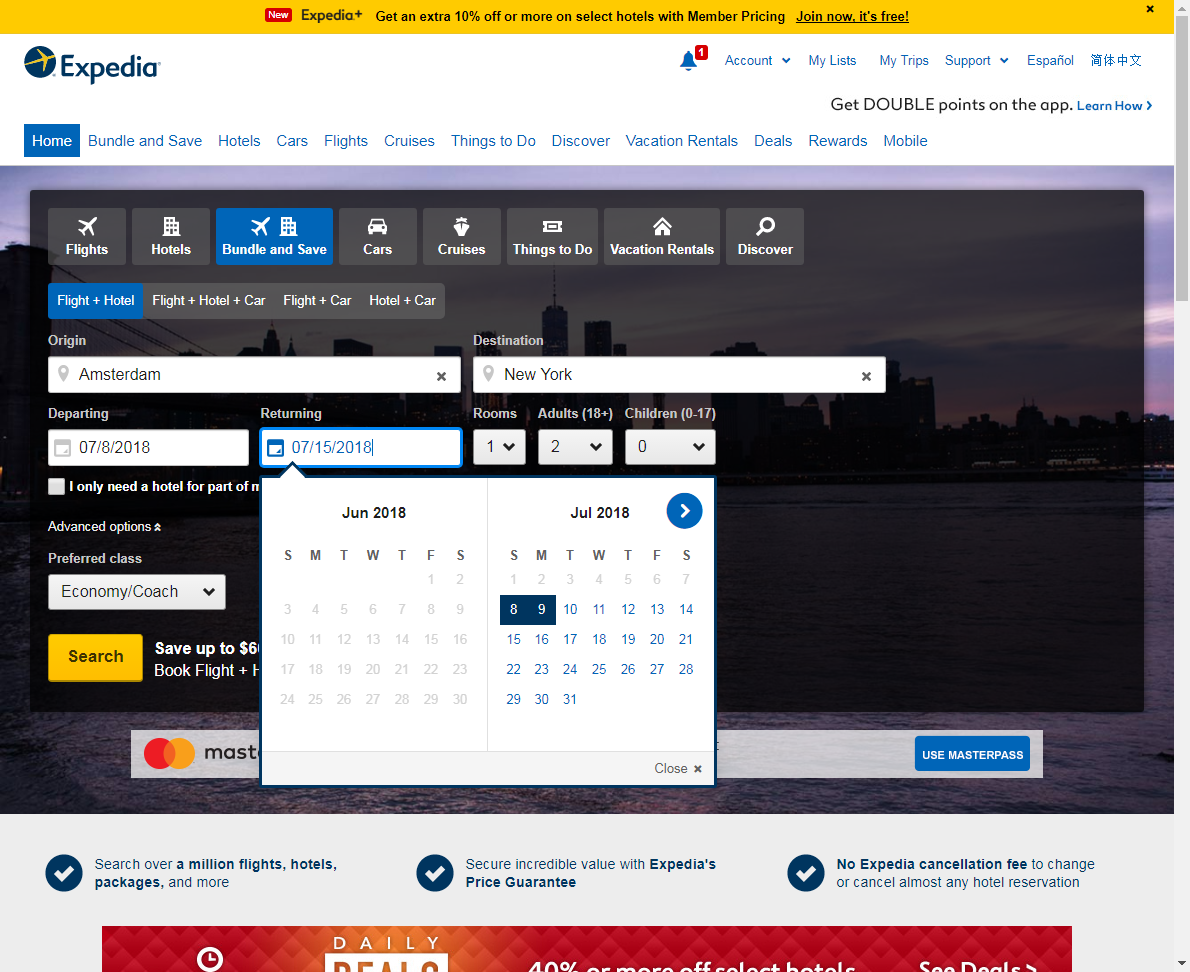 New Expedia+ Get an extra 10% off or more on select hotels with Member Pricing Join now, it's free! ×
Expedia
1 Account My Lists My Trips Support Español 简体中文
Get DOUBLE points on the app. Learn How ›
Home Bundle and Save Hotels Cars Flights Cruises Things to Do Discover Vacation Rentals Deals Rewards Mobile
Flights Hotels Bundle and Save Cars Cruises Things to Do Vacation Rentals Discover
Flight + Hotel Flight + Hotel + Car Flight + Car Hotel + Car
Origin Destination
Amsterdam × New York ×
Departing Returning Rooms Adults (18+) Children (0-17)
07/8/2018 07/15/2018 1 2 0
I only need a hotel for part of
Jun 2018 Jul 2018
Advanced options
Preferred class
S M T W T F S S M T W T F S
1 2 1 2 3 4 5 6 7
Economy/Coach
3 4 5 6 7 8 9 8 9 10 11 12 13 14
10 11 12 13 14 15 16 15 16 17 18 19 20 21
Search Save up to $6
Book Flight +
17 18 19 20 21 22 23 22 23 24 25 26 27 28
24 25 26 27 28 29 30 29 30 31
Close ×
mast
USE MASTERPASS
Search over a million flights, hotels,
packages, and more
Secure incredible value with Expedia's
Price Guarantee
No Expedia cancellation fee to change
or cancel almost any hotel reservation
DAILY
DEALS
40% or more off select hotels See Deals >